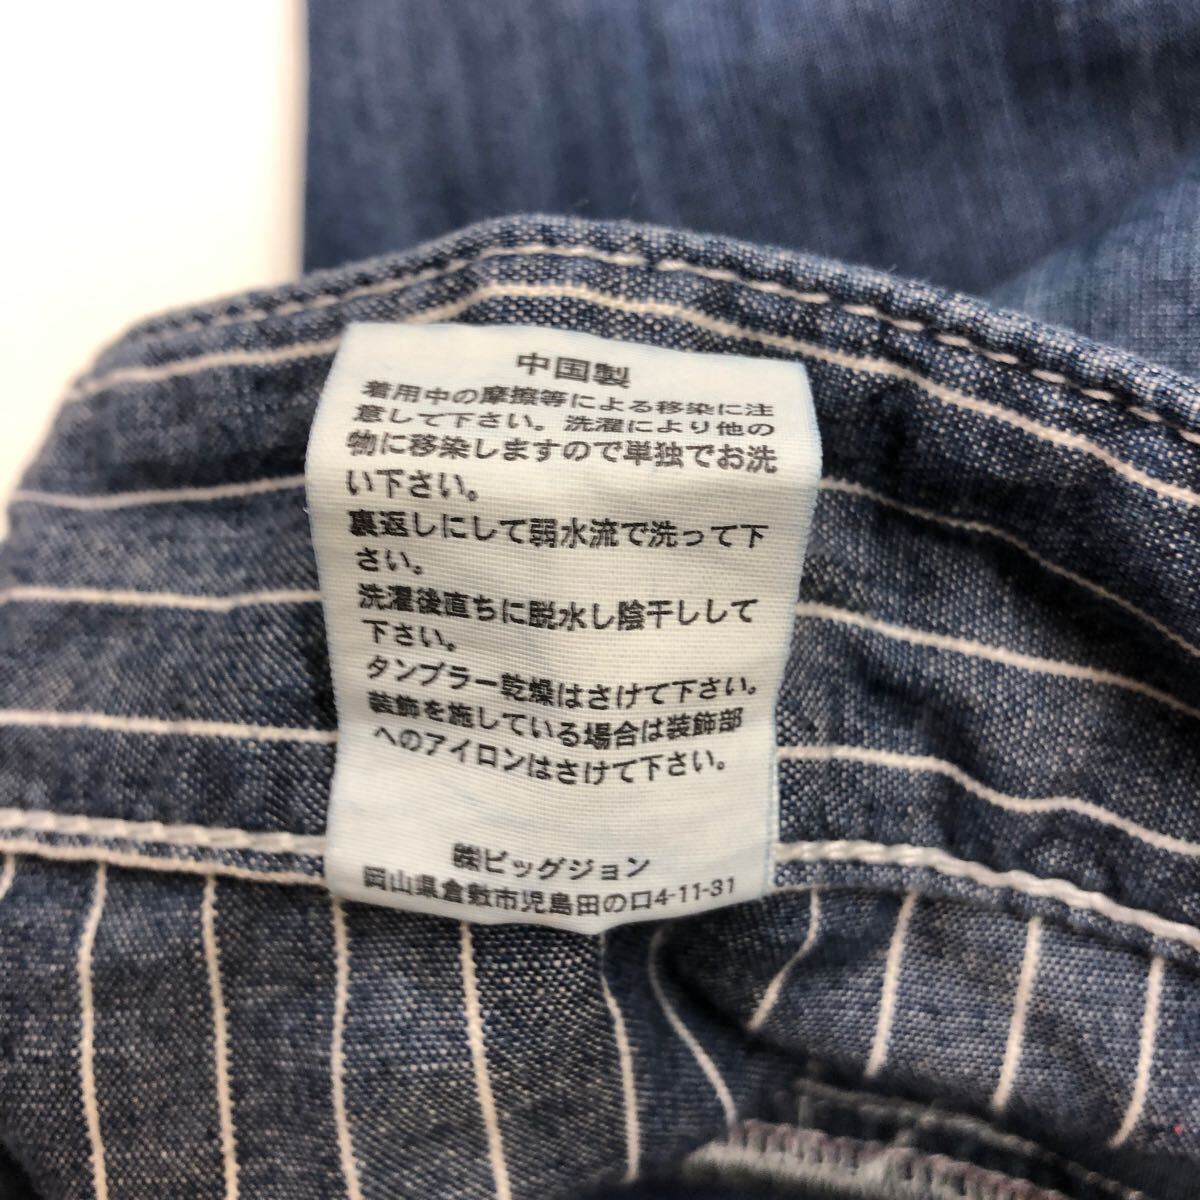 中国製
着用中の摩擦等による移染に注
意して下さい。洗濯により他の
物に移染しますので単独でお洗
い下さい。
裏返しにして弱水流で洗って下
さい。
洗濯後直ちに脱水し陰干しして
下さい。
タンブラー乾燥はさけて下さい。
装飾を施している場合は装飾部
へのアイロンはさけて下さい。
㈱ビッグジョン
岡山県倉敷市児島田の口4-11-31